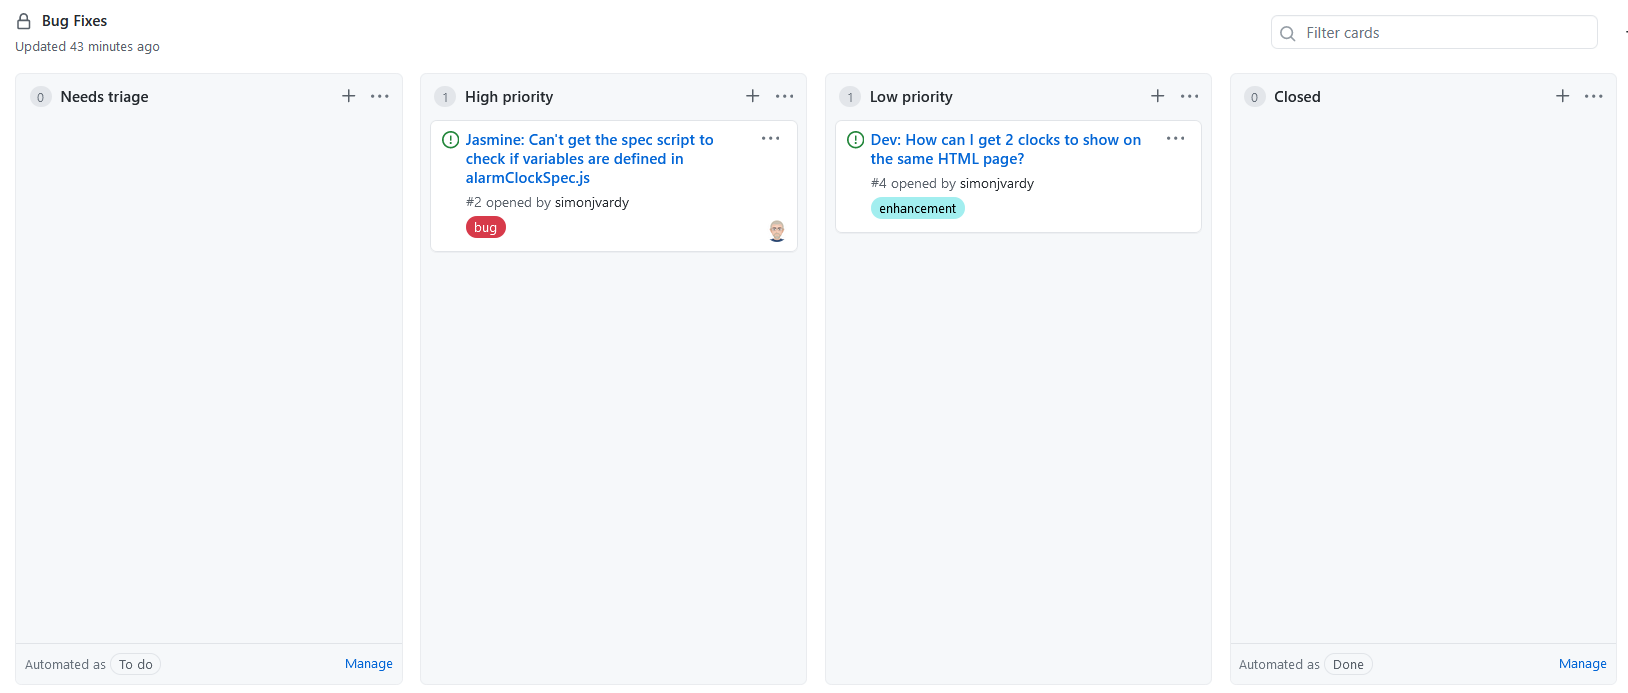 Bug Fixes
Updated 43 minutes ago
Filter cards
0 Needs triage
Automated as To do Manage
1 High priority
Jasmine: Can't get the spec script to
check if variables are defined in
alarmClockSpec.js
#2 opened by simonjvardy
bug
1 Low priority
Dev: How can I get 2 clocks to show on
the same HTML page?
#4 opened by simonjvardy
enhancement
0 Closed
Automated as Done Manage